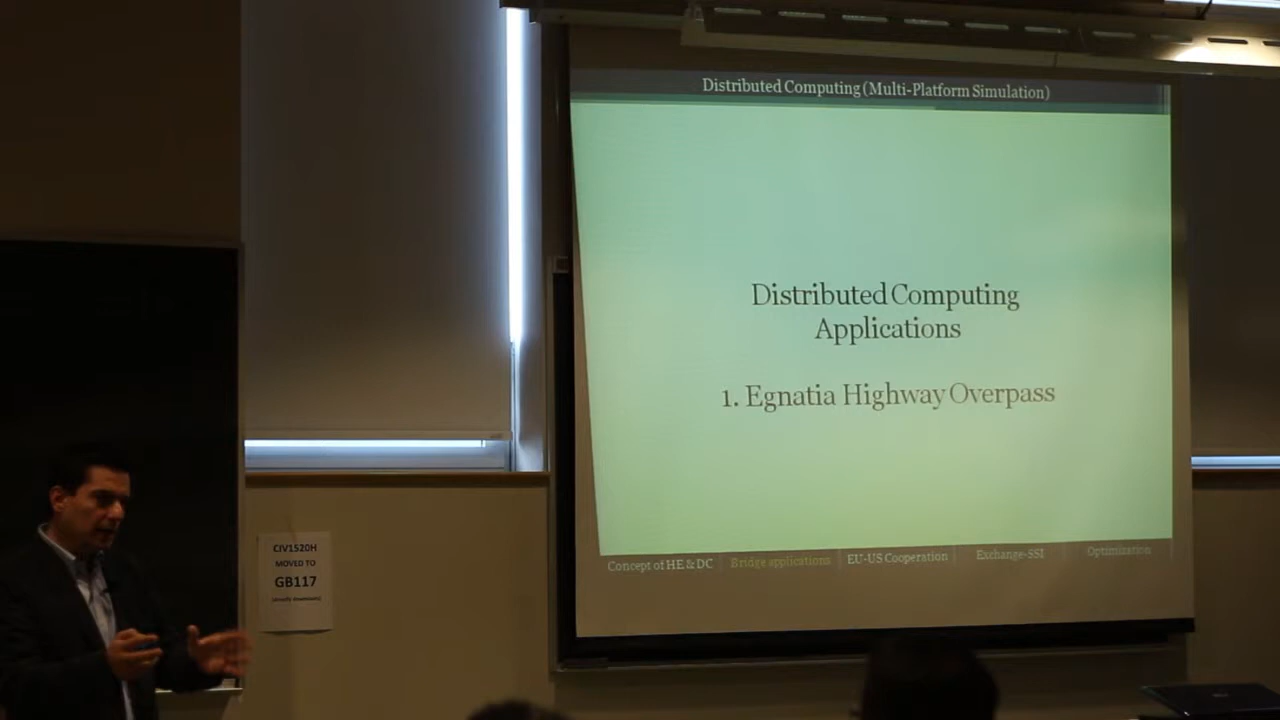 Distributed Computing (Multi-Platform Simulation)
Distributed Computing
Applications
1. Egnatia Highway Overpass
Concept of HE & DC
Bridge applications
EU-US Cooperation
Exchange-SSI
Optimization
CIV1520H
MOVED TO
GB117